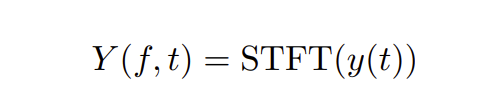 Y(f, t) = STFT(y(t))